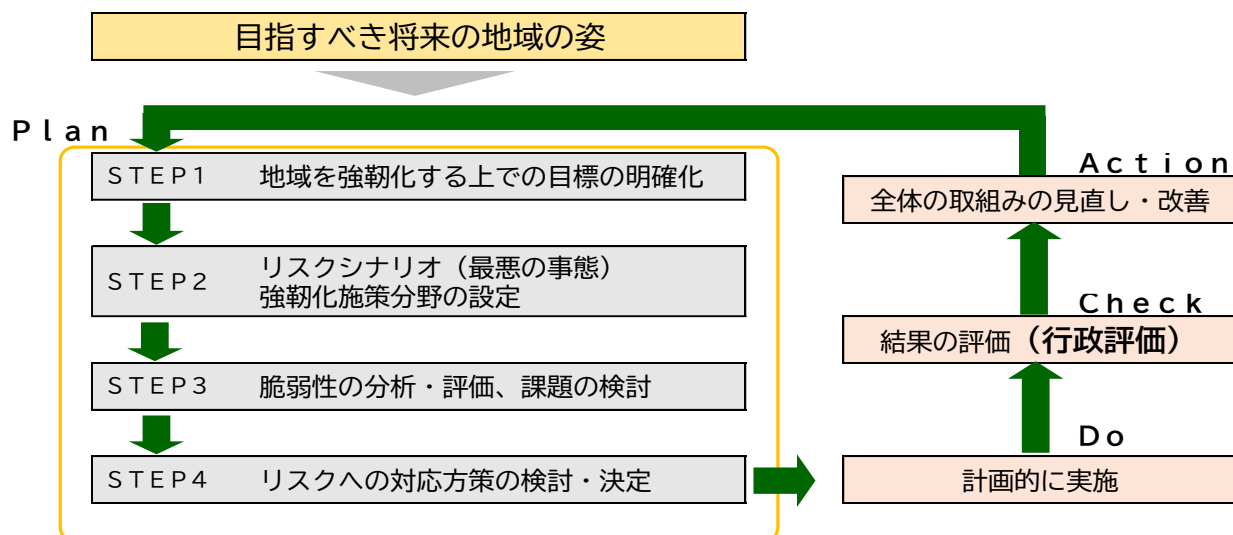 目指すべき将来の地域の姿
Ｐｌａｎ
ＳＴＥＰ１ 地域を強靱化する上での目標の明確化
ＳＴＥＰ２ リスクシナリオ（最悪の事態）
強靱化施策分野の設定
ＳＴＥＰ３ 脆弱性の分析・評価、課題の検討
ＳＴＥＰ４ リスクへの対応方策の検討・決定
Ａｃｔｉｏｎ
全体の取組みの見直し・改善
Ｃｈｅｃｋ
結果の評価（行政評価）
Ｄｏ
計画的に実施